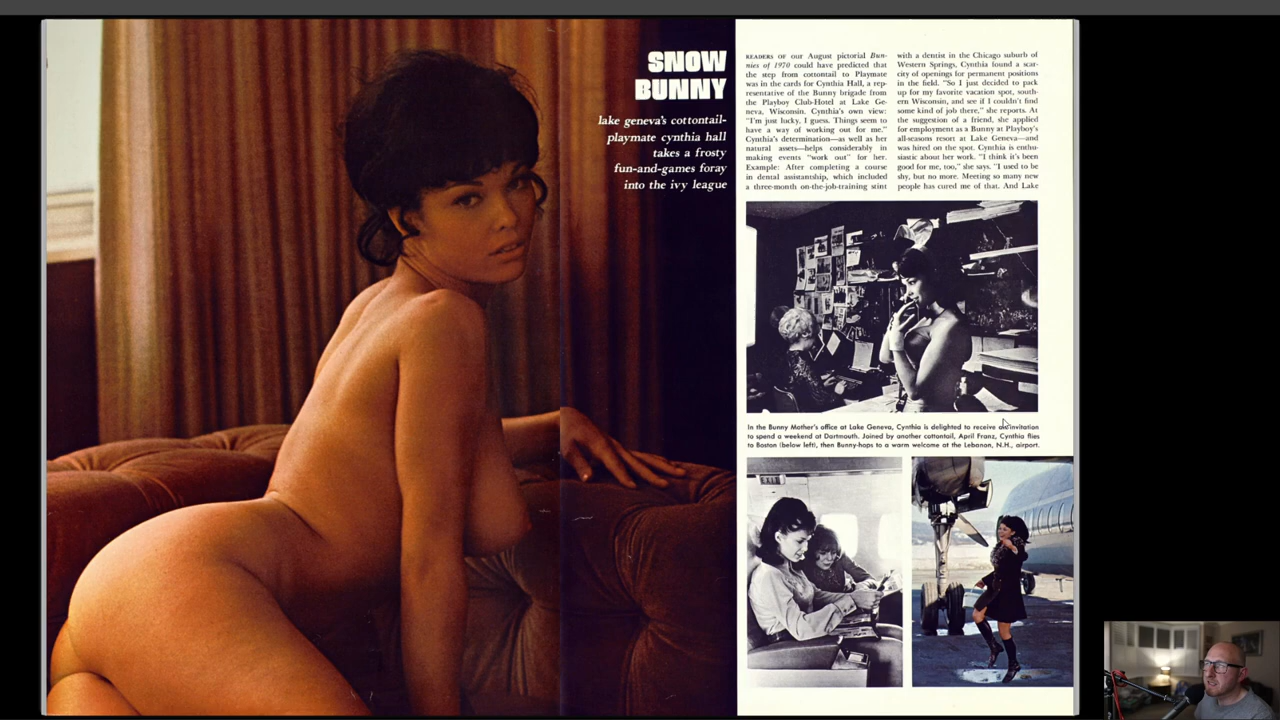 SNOW
BUNNY
lake geneva's cottontail-
playmate cynthia hall
takes a frosty
fun-and-games foray
into the ivy league
READERS OF our August pictorial Bun-
nies of 1970 could have predicted that
the step from cottontail to Playmate
was in the cards for Cynthia Hall, a rep-
resentative of the Bunny brigade from
the Playboy Club-Hotel at Lake Ge-
neva, Wisconsin. Cynthia's own view:
"I'm just lucky, I guess. Things seem to
have a way of working out for me."
Cynthia's determination—as well as her
natural assets—helps considerably in
making events "work out" for her.
Example: After completing a course
in dental assistantship, which included
a three-month on-the-job-training stint
with a dentist in the Chicago suburb of
Western Springs, Cynthia found a scar-
city of openings for permanent positions
in the field. "So I just decided to pack
up for my favorite vacation spot, south-
ern Wisconsin, and see if I couldn't find
some kind of job there," she reports. At
the suggestion of a friend, she applied
for employment as a Bunny at Playboy's
all-seasons resort at Lake Geneva—and
was hired on the spot. Cynthia is enthu-
siastic about her work. "I think it's been
good for me, too," she says. "I used to be
shy, but no more. Meeting so many new
people has cured me of that. And Lake
In the Bunny Mother's office at Lake Geneva, Cynthia is delighted to receive an invitation
to spend a weekend at Dartmouth. Joined by another cottontail, April Franz, Cynthia flies
to Boston (below left), then Bunny-hops to a warm welcome at the Lebanon, N.H., airport.